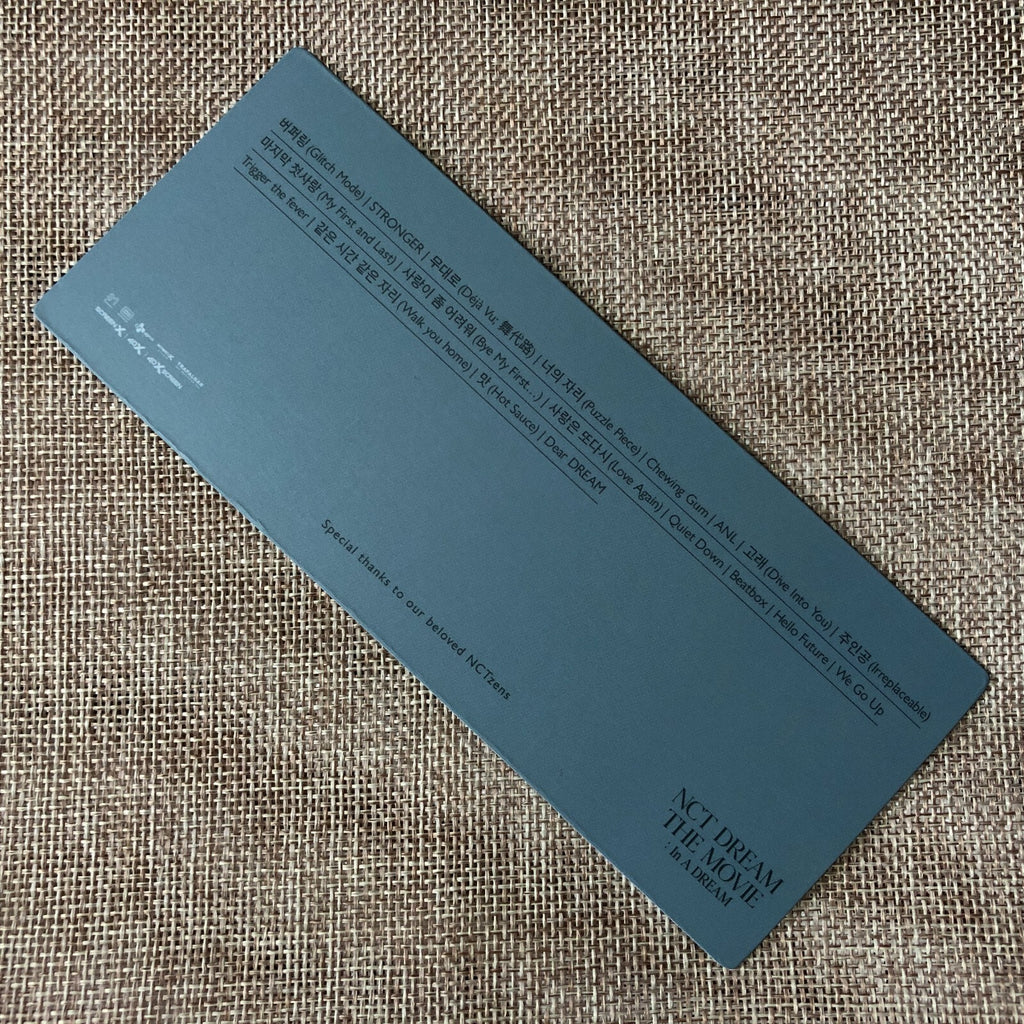 버퍼링 (Glitch Mode) | STRONGER | 무대로 (Déjà Vu; 舞代路) | 너의 자리 (Puzzle Piece) | Chewing Gum | ANL | 고래 (Dive Into You) | 주인공 (Irreplaceable)
마지막 첫사랑 (My First and Last) | 사랑이 좀 어려워 (Bye My First...) | 사랑은 또다시 (Love Again) | Quiet Down | Beatbox | Hello Future | We Go Up
Trigger the fever | 같은 시간 같은 자리 (Walk you home) | 맛 (Hot Sauce) | Dear DREAM
Special thanks to our beloved NCTzens
TRAFALGAR
SCREENX 4DX 4DXSCREEN
NCT DREAM
THE MOVIE
: In A DREAM